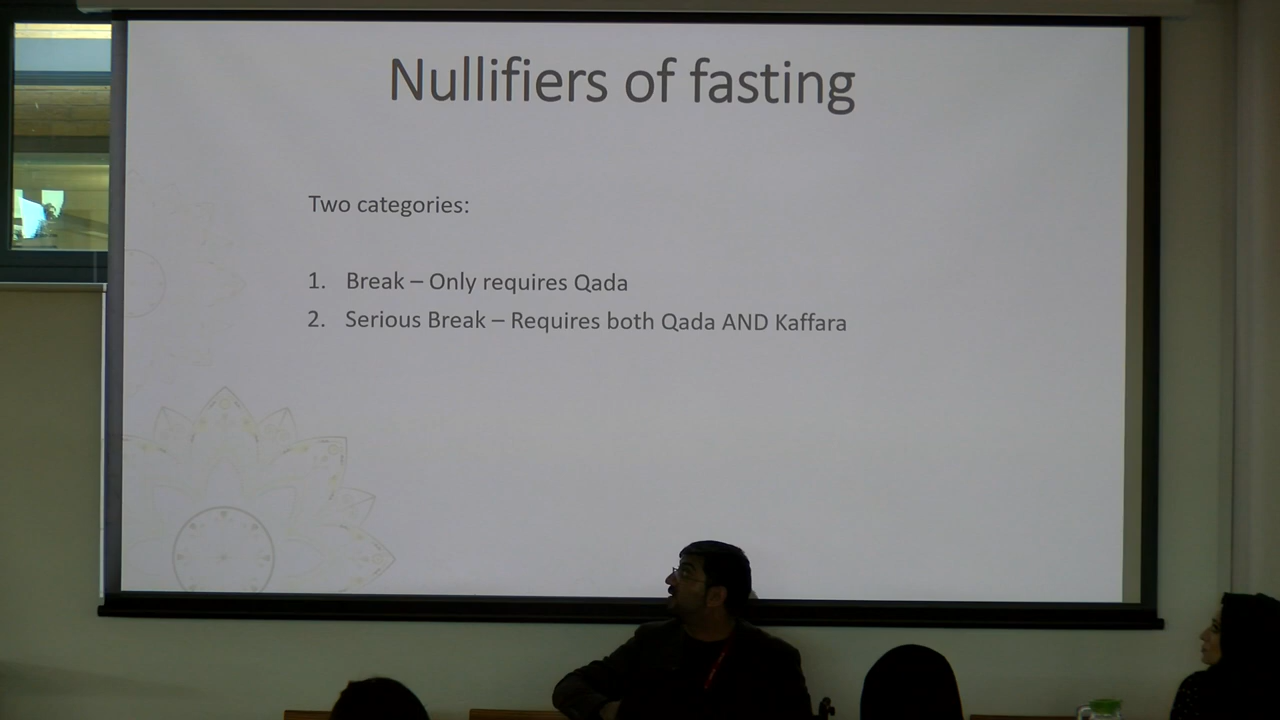 Nullifiers of fasting
Two categories:
1. Break – Only requires Qada
2. Serious Break – Requires both Qada AND Kaffara